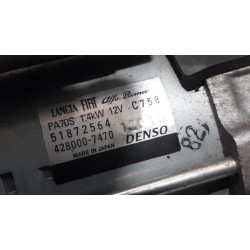 LANCIA FIAT Alfa Romeo
PA70S 1.4kW 12V C758
51872564
428000-7470 DENSO
MADE IN JAPAN
82